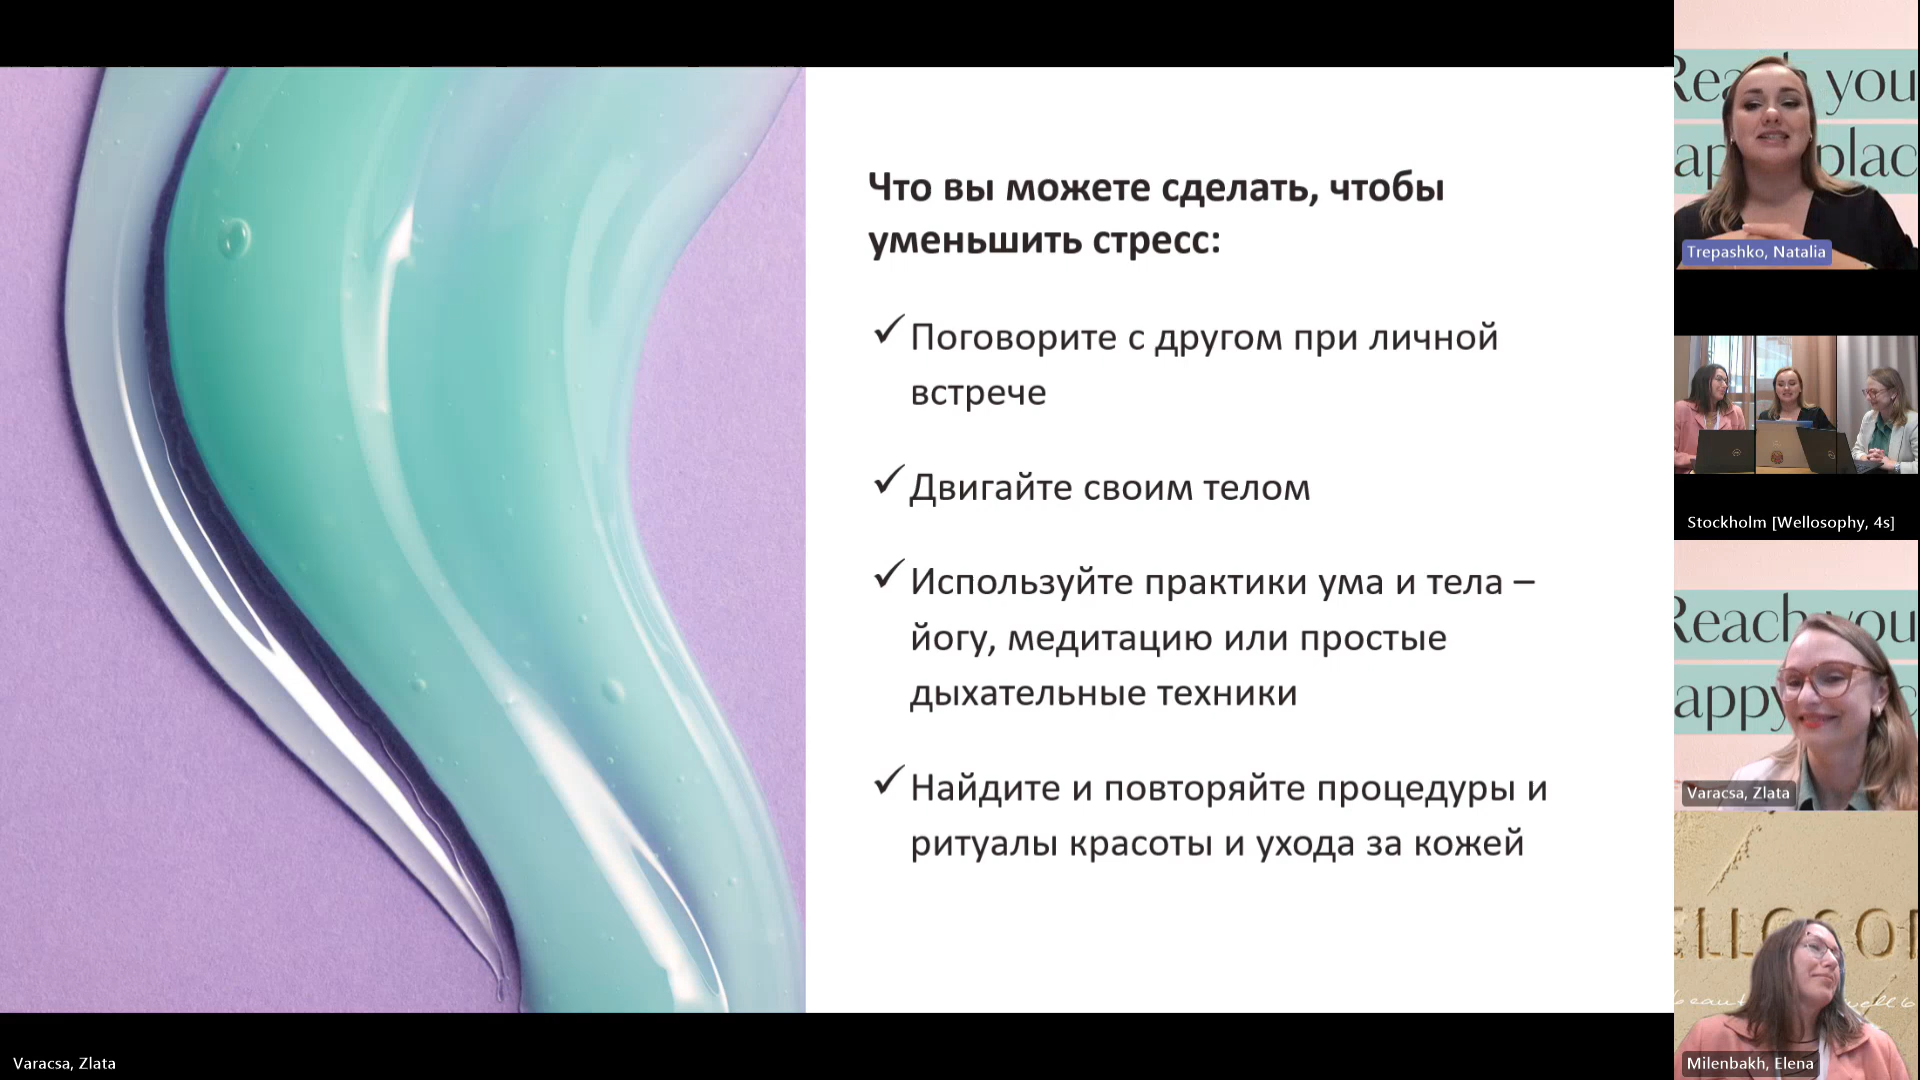 Что вы можете сделать, чтобы
уменьшить стресс:
✓ Поговорите с другом при личной
встрече
✓ Двигайте своим телом
✓ Используйте практики ума и тела –
йогу, медитацию или простые
дыхательные техники
✓ Найдите и повторяйте процедуры и
ритуалы красоты и ухода за кожей
Varacsa, Zlata
Reach you
plac
Trepashko, Natalia
Stockholm [Wellosophy, 4s]
Reach you
appy
Varacsa, Zlata
ELLOSOP
Milenbakh, Elena